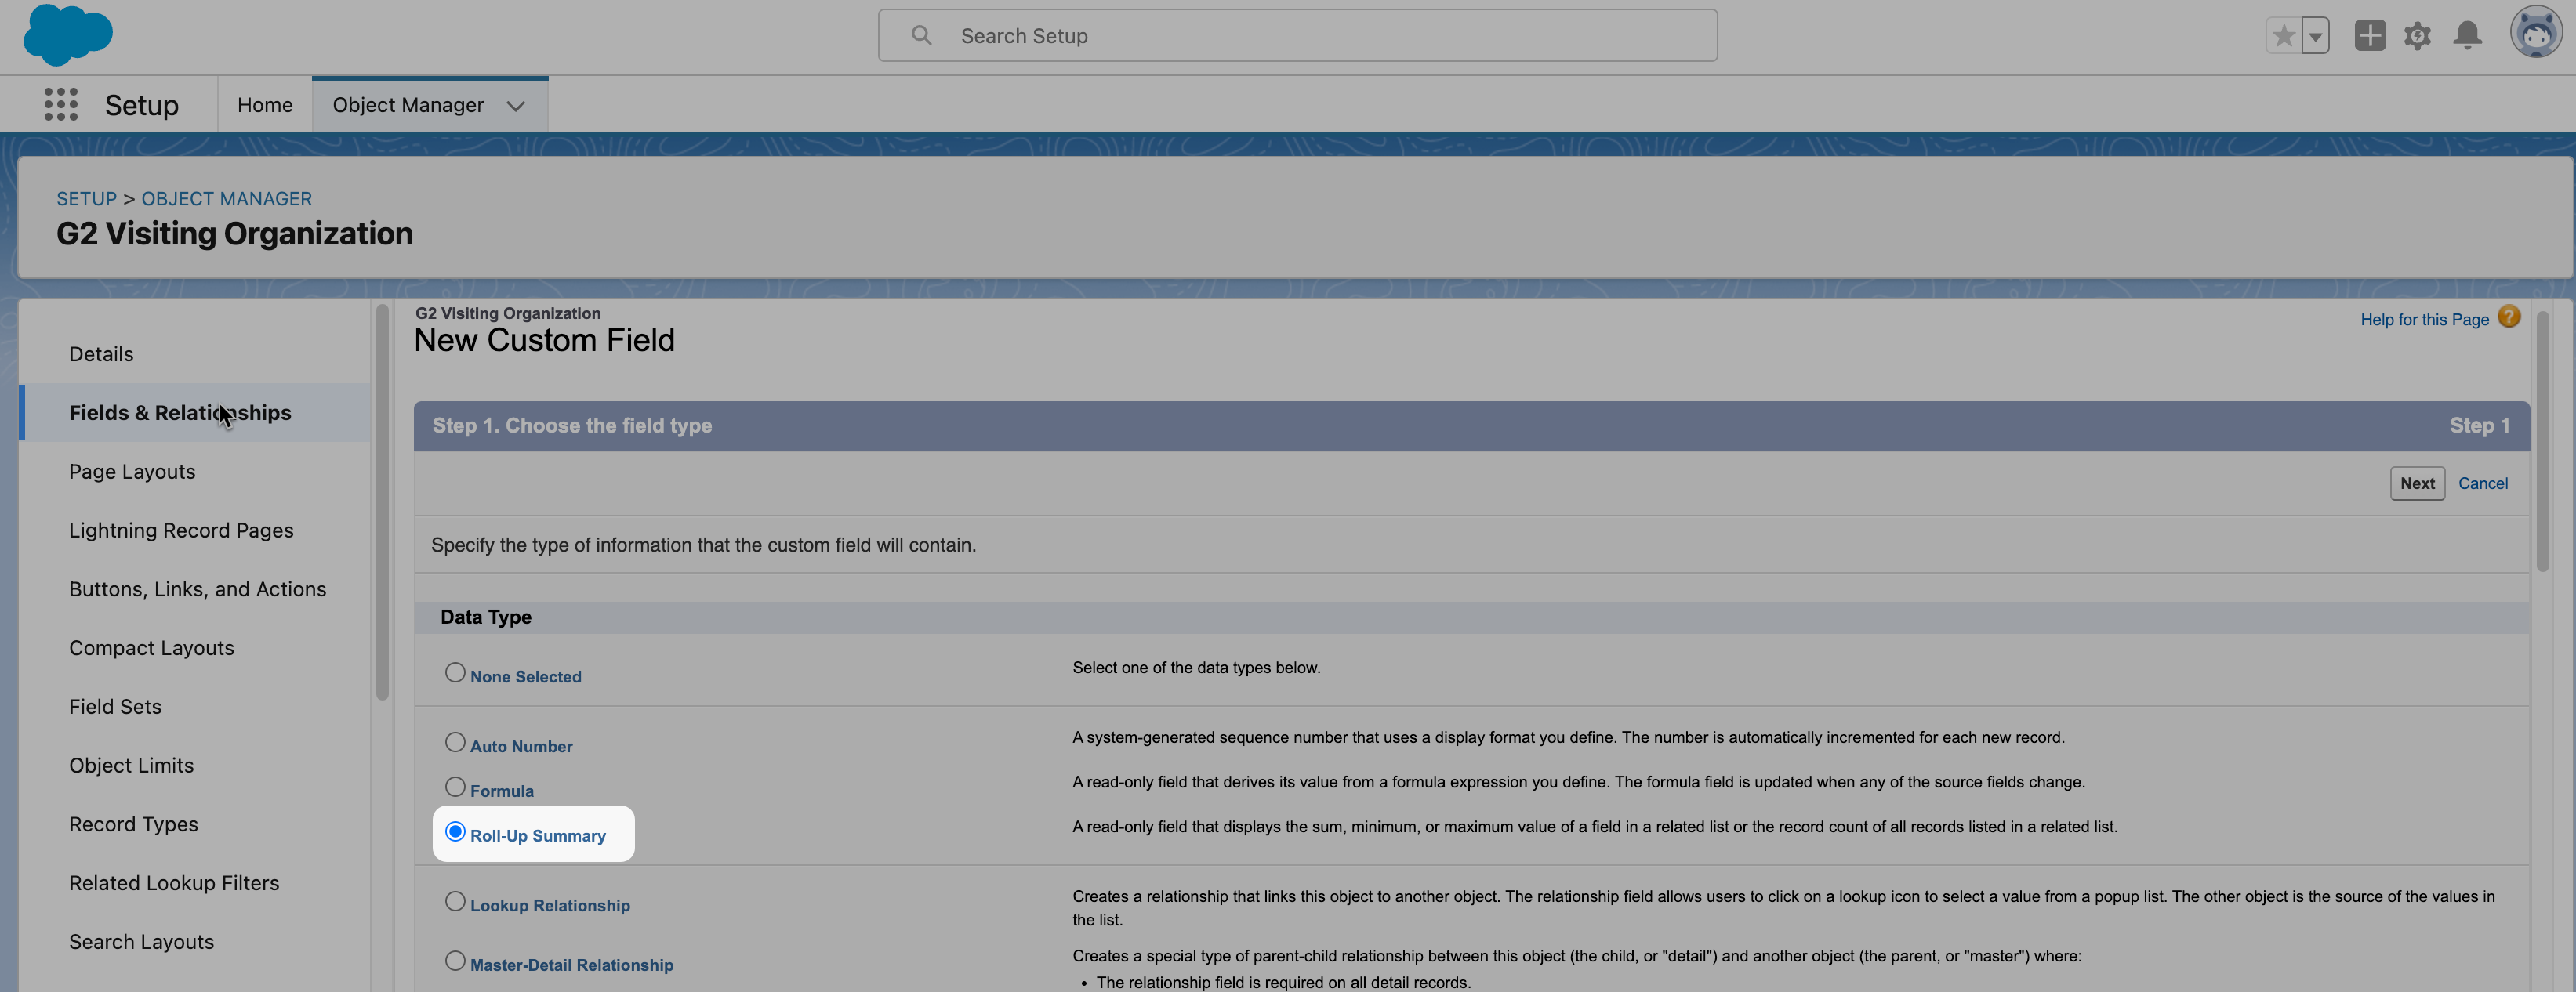 Search Setup
Setup
Home
Object Manager
SETUP > OBJECT MANAGER
G2 Visiting Organization
Details
Fields & Relationships
Page Layouts
Lightning Record Pages
Buttons, Links, and Actions
Compact Layouts
Field Sets
Object Limits
Record Types
Related Lookup Filters
Search Layouts
G2 Visiting Organization
New Custom Field
Help for this Page ?
Step 1. Choose the field type
Step 1
Next
Cancel
Specify the type of information that the custom field will contain.
Data Type
None Selected
Select one of the data types below.
Auto Number
A system-generated sequence number that uses a display format you define. The number is automatically incremented for each new record.
Formula
A read-only field that derives its value from a formula expression you define. The formula field is updated when any of the source fields change.
Roll-Up Summary
A read-only field that displays the sum, minimum, or maximum value of a field in a related list or the record count of all records listed in a related list.
Lookup Relationship
Creates a relationship that links this object to another object. The relationship field allows users to click on a lookup icon to select a value from a popup list. The other object is the source of the values in
the list.
Master-Detail Relationship
Creates a special type of parent-child relationship between this object (the child, or "detail") and another object (the parent, or "master") where:
• The relationship field is required on all detail records.